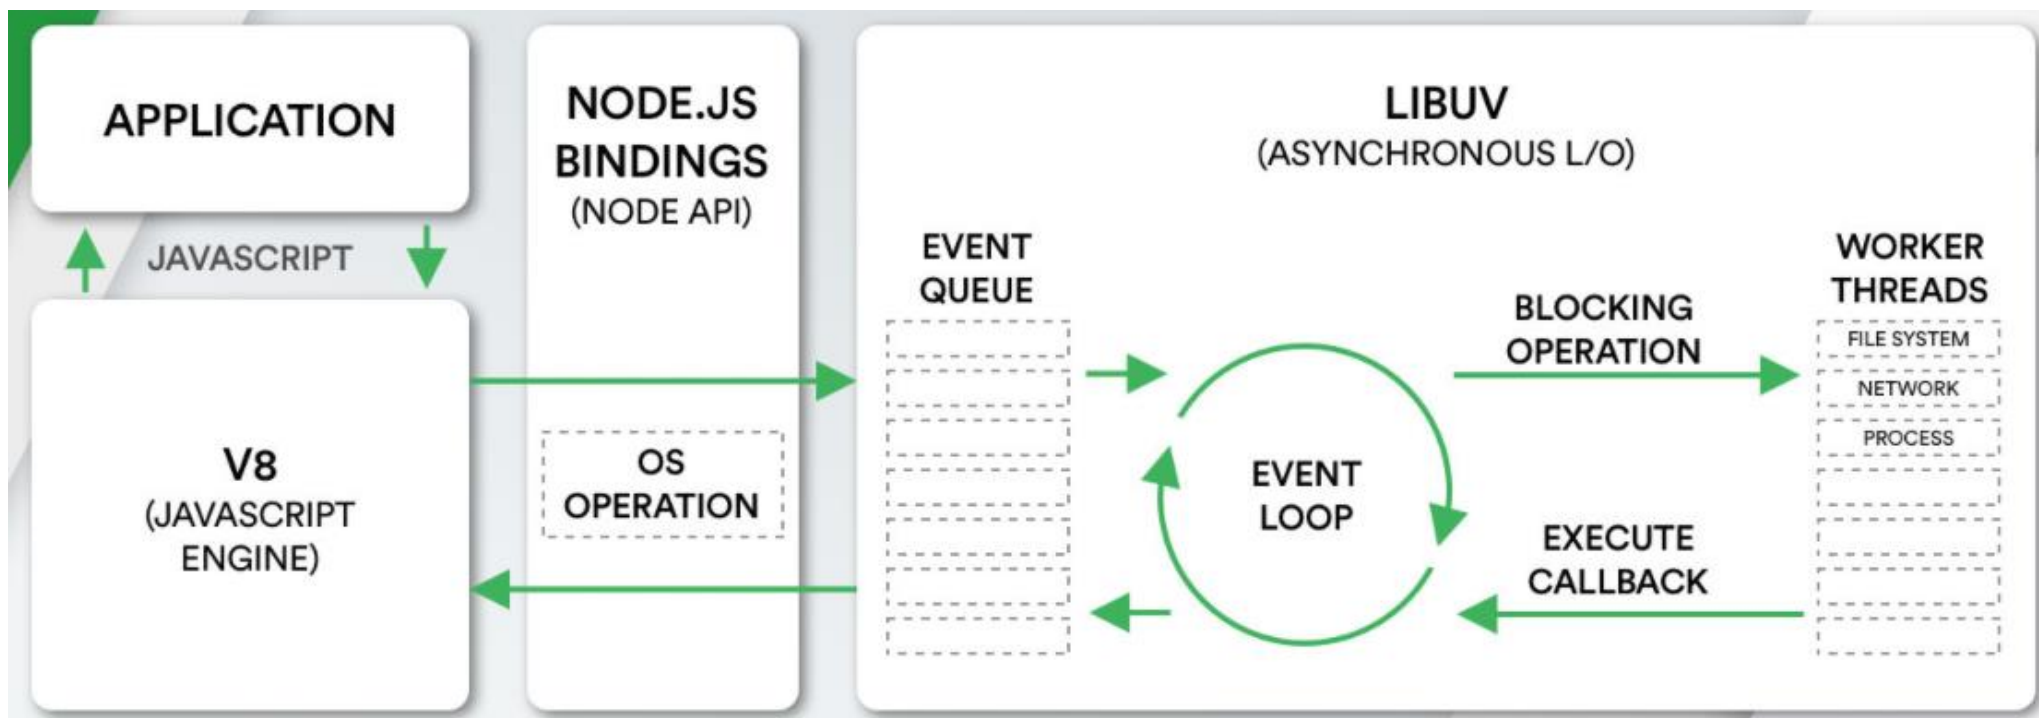 APPLICATION
JAVASCRIPT
V8
(JAVASCRIPT
ENGINE)
NODE.JS
BINDINGS
(NODE API)
OS
OPERATION
LIBUV
(ASYNCHRONOUS L/O)
EVENT
QUEUE
EVENT
LOOP
BLOCKING
OPERATION
EXECUTE
CALLBACK
WORKER
THREADS
FILE SYSTEM
NETWORK
PROCESS